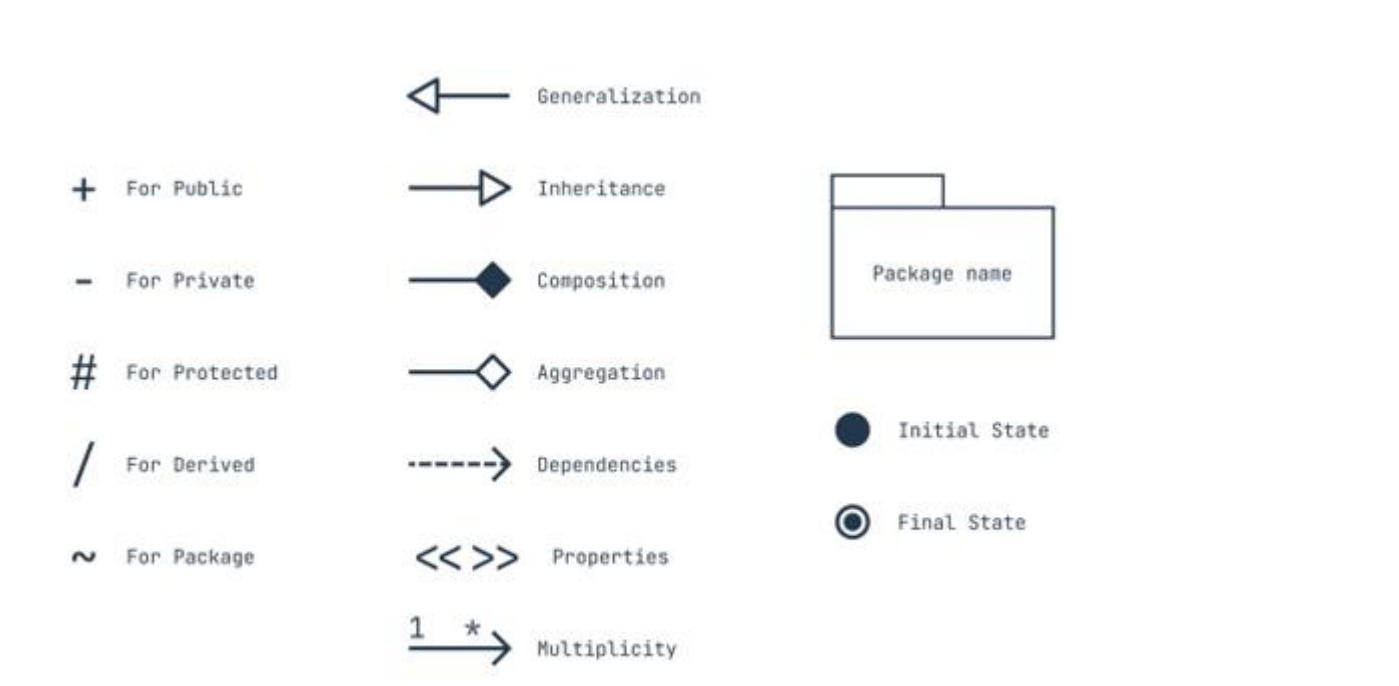 Generalization
+ For Public
Inheritance
- For Private
Composition
Package name
# For Protected
Aggregation
Initial State
/ For Derived
Dependencies
Final State
~ For Package
<<>> Properties
1 *
Multiplicity